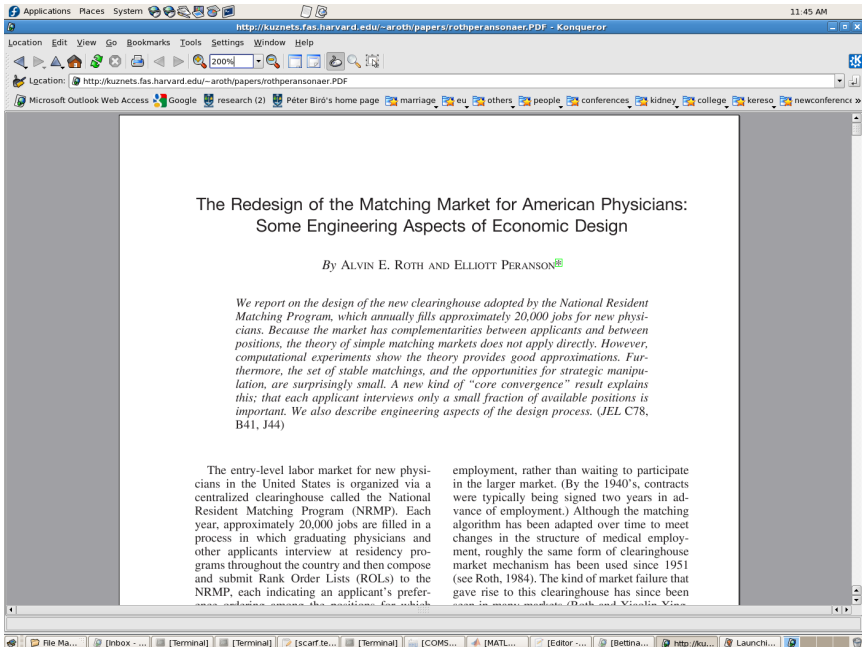 Applications Places System 11:45 AM
http://kuznets.fas.harvard.edu/~aroth/papers/rothperansonaer.PDF - Konqueror
Location Edit View Go Bookmarks Tools Settings Window Help
200%
Location: http://kuznets.fas.harvard.edu/~aroth/papers/rothperansonaer.PDF
Microsoft Outlook Web Access Google research (2) Péter Biró's home page marriage eu others people conferences kidney college kereso newconference »
The Redesign of the Matching Market for American Physicians:
Some Engineering Aspects of Economic Design
By ALVIN E. ROTH AND ELLIOTT PERANSON*
We report on the design of the new clearinghouse adopted by the National Resident
Matching Program, which annually fills approximately 20,000 jobs for new physi-
cians. Because the market has complementarities between applicants and between
positions, the theory of simple matching markets does not apply directly. However,
computational experiments show the theory provides good approximations. Fur-
thermore, the set of stable matchings, and the opportunities for strategic manipu-
lation, are surprisingly small. A new kind of “core convergence” result explains
this; that each applicant interviews only a small fraction of available positions is
important. We also describe engineering aspects of the design process. (JEL C78,
B41, J44)
The entry-level labor market for new physi-
cians in the United States is organized via a
centralized clearinghouse called the National
Resident Matching Program (NRMP). Each
year, approximately 20,000 jobs are filled in a
process in which graduating physicians and
other applicants interview at residency pro-
grams throughout the country and then compose
and submit Rank Order Lists (ROLs) to the
NRMP, each indicating an applicant's prefer-
ence ordering among the positions for which
employment, rather than waiting to participate
in the larger market. (By the 1940's, contracts
were typically being signed two years in ad-
vance of employment.) Although the matching
algorithm has been adapted over time to meet
changes in the structure of medical employ-
ment, roughly the same form of clearinghouse
market mechanism has been used since 1951
(see Roth, 1984). The kind of market failure that
gave rise to this clearinghouse has since been
seen in many markets (Roth and Xiaolin Xing,
File Ma... [Inbox - ... [Terminal] [Terminal] [scarf.te... [Terminal] [COMS... [MATL... [Editor -... [Bettina... http://ku... Launchi...